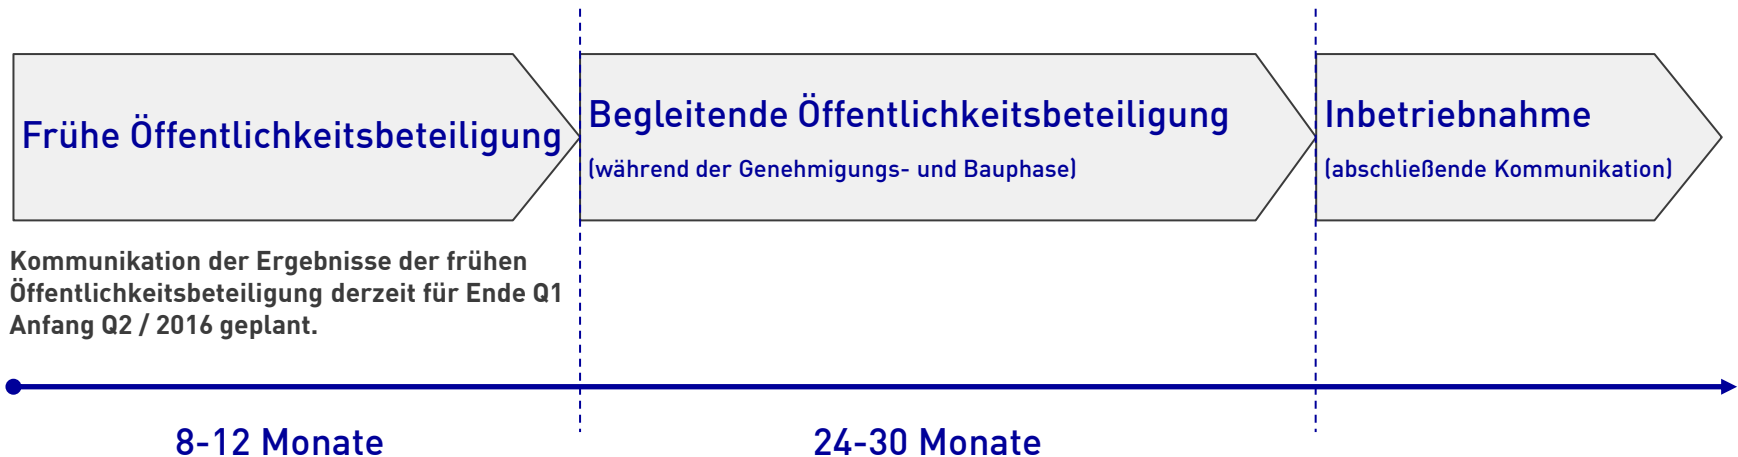 Frühe Öffentlichkeitsbeteiligung
Begleitende Öffentlichkeitsbeteiligung
(während der Genehmigungs- und Bauphase)
Inbetriebnahme
(abschließende Kommunikation)
Kommunikation der Ergebnisse der frühen
Öffentlichkeitsbeteiligung derzeit für Ende Q1
Anfang Q2 / 2016 geplant.
8-12 Monate
24-30 Monate